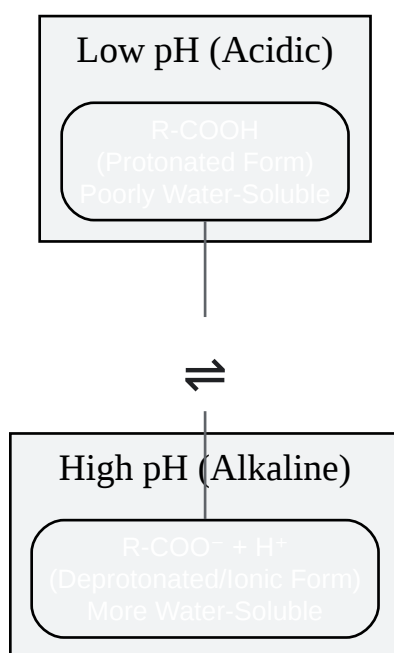 Low pH (Acidic)
R-COOH
(Protonated Form)
Poorly Water-Soluble
⇌
High pH (Alkaline)
R-COO⁻ + H⁺
(Deprotonated/Ionic Form)
More Water-Soluble